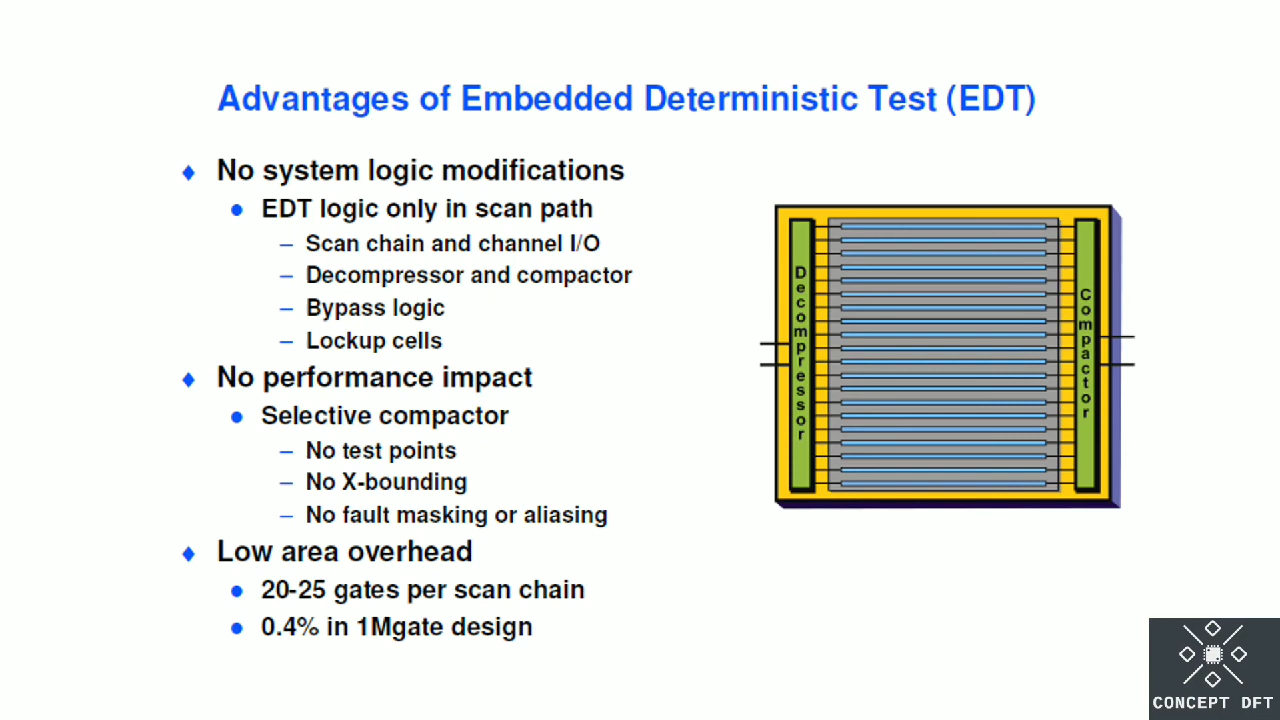 Advantages of Embedded Deterministic Test (EDT)
♦ No system logic modifications
● EDT logic only in scan path
– Scan chain and channel I/O
– Decompressor and compactor
– Bypass logic
– Lockup cells
♦ No performance impact
● Selective compactor
– No test points
– No X-bounding
– No fault masking or aliasing
♦ Low area overhead
● 20-25 gates per scan chain
● 0.4% in 1Mgate design
Decompressor
Compactor
CONCEPT DFT